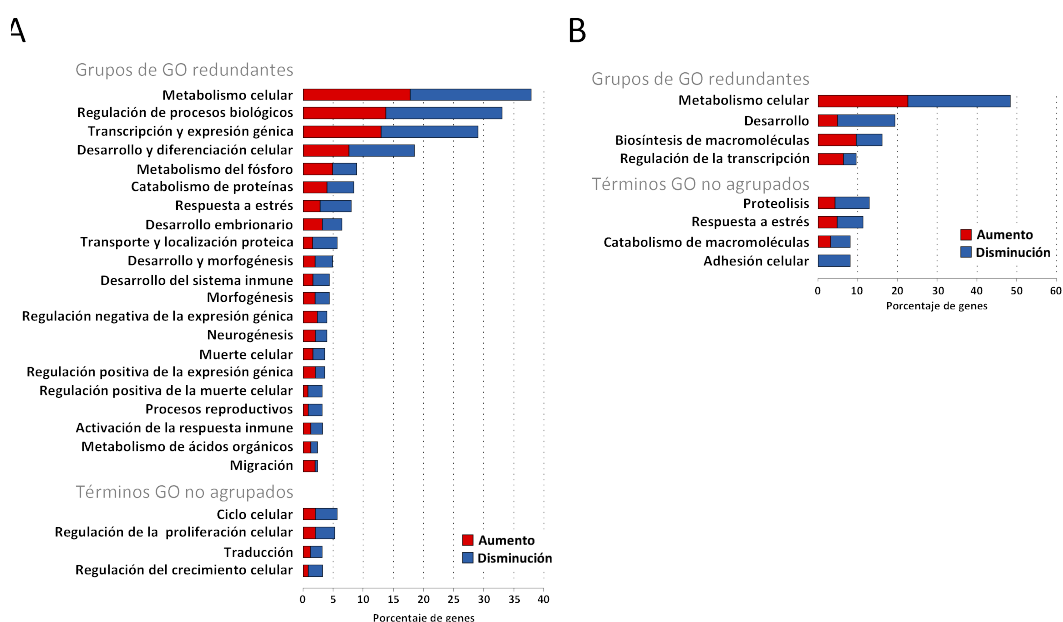 A
Grupos de GO redundantes
Metabolismo celular
Regulación de procesos biológicos
Transcripción y expresión génica
Desarrollo y diferenciación celular
Metabolismo del fósforo
Catabolismo de proteínas
Respuesta a estrés
Desarrollo embrionario
Transporte y localización proteica
Desarrollo y morfogénesis
Desarrollo del sistema inmune
Morfogénesis
Regulación negativa de la expresión génica
Neurogénesis
Muerte celular
Regulación positiva de la expresión génica
Regulación positiva de la muerte celular
Procesos reproductivos
Activación de la respuesta inmune
Metabolismo de ácidos orgánicos
Migración
Términos GO no agrupados
Ciclo celular
Regulación de la proliferación celular
Traducción
Regulación del crecimiento celular
Aumento
Disminución
0 5 10 15 20 25 30 35 40
Porcentaje de genes
B
Grupos de GO redundantes
Metabolismo celular
Desarrollo
Biosíntesis de macromoléculas
Regulación de la transcripción
Términos GO no agrupados
Proteolisis
Respuesta a estrés
Catabolismo de macromoléculas
Adhesión celular
Aumento
Disminución
0 10 20 30 40 50 60
Porcentaje de genes